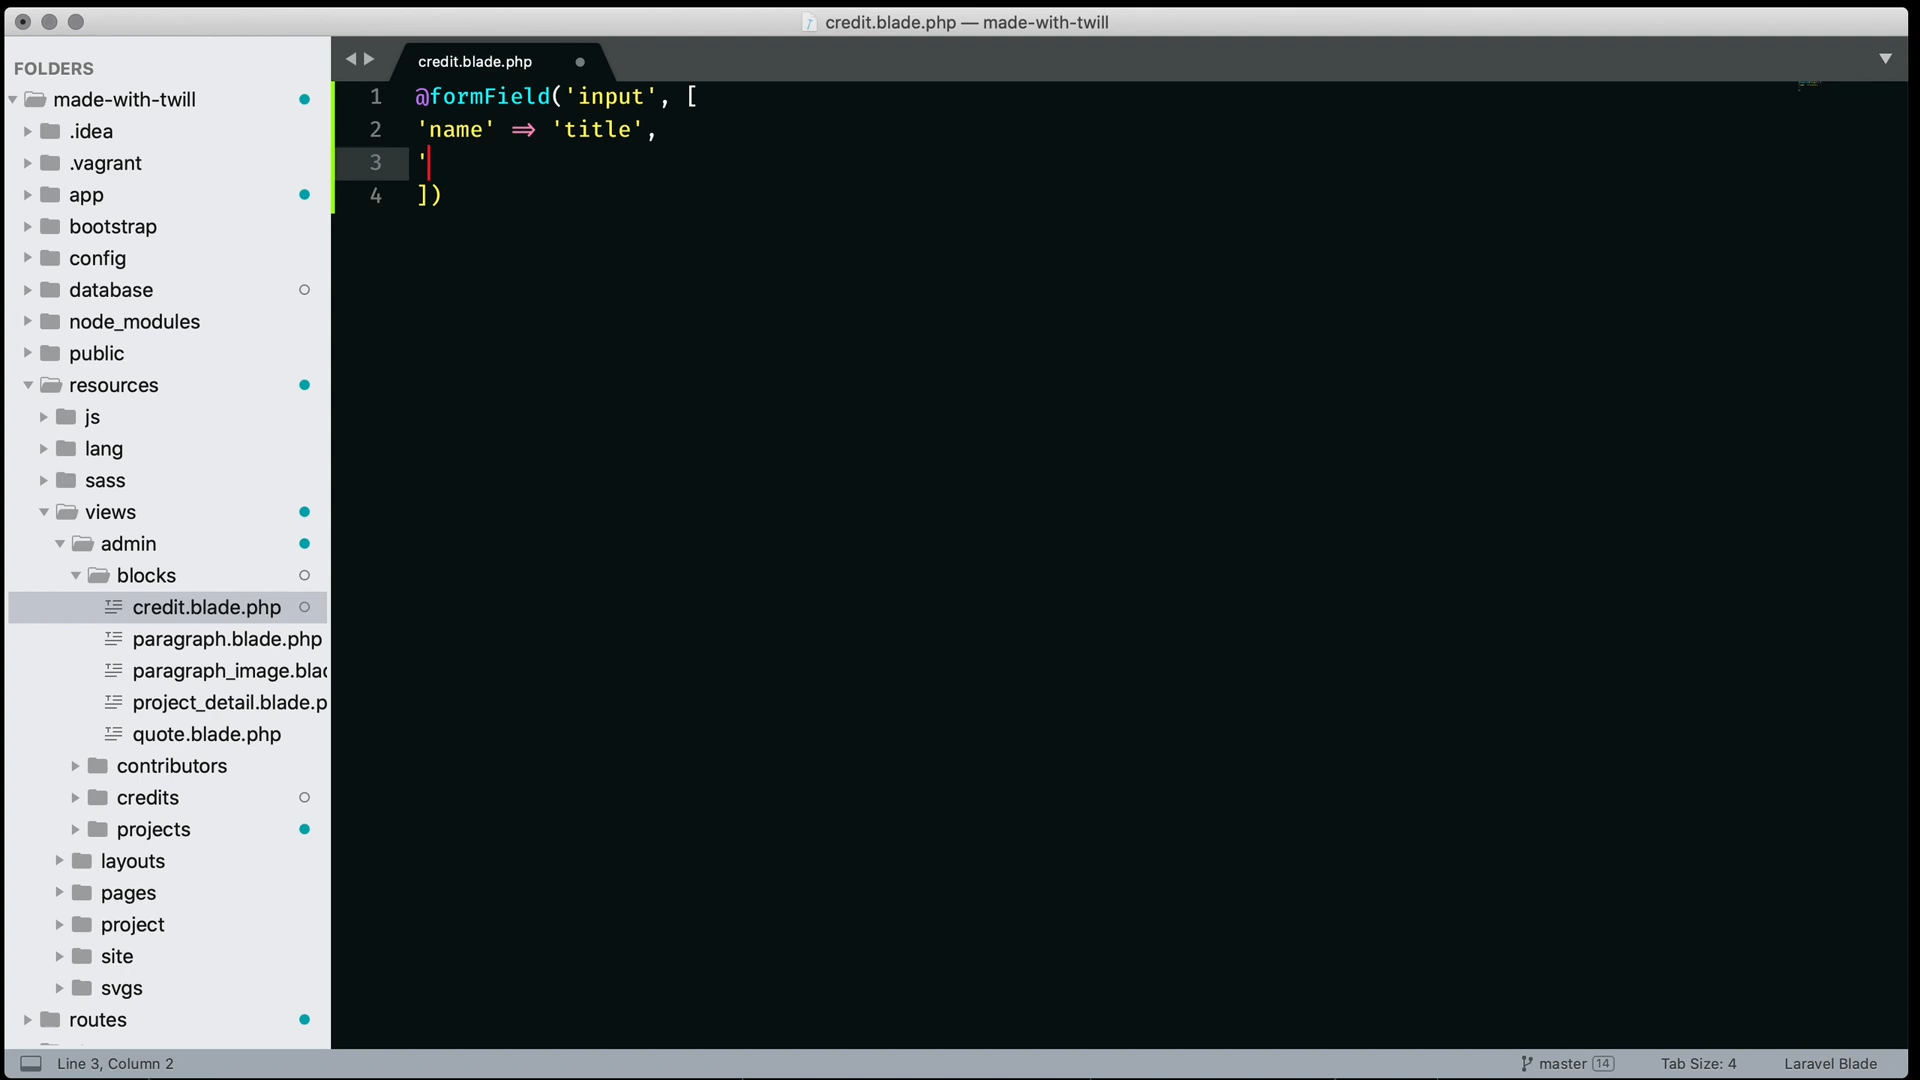 credit.blade.php — made-with-twill
FOLDERS
made-with-twill
.idea
.vagrant
app
bootstrap
config
database
node_modules
public
resources
js
lang
sass
views
admin
blocks
credit.blade.php
paragraph.blade.php
paragraph_image.blad
project_detail.blade.p
quote.blade.php
contributors
credits
projects
layouts
pages
project
site
svgs
routes
credit.blade.php
1 @formField('input', [
2 'name' => 'title',
3 '
4 ])
Line 3, Column 2
master 14
Tab Size: 4
Laravel Blade